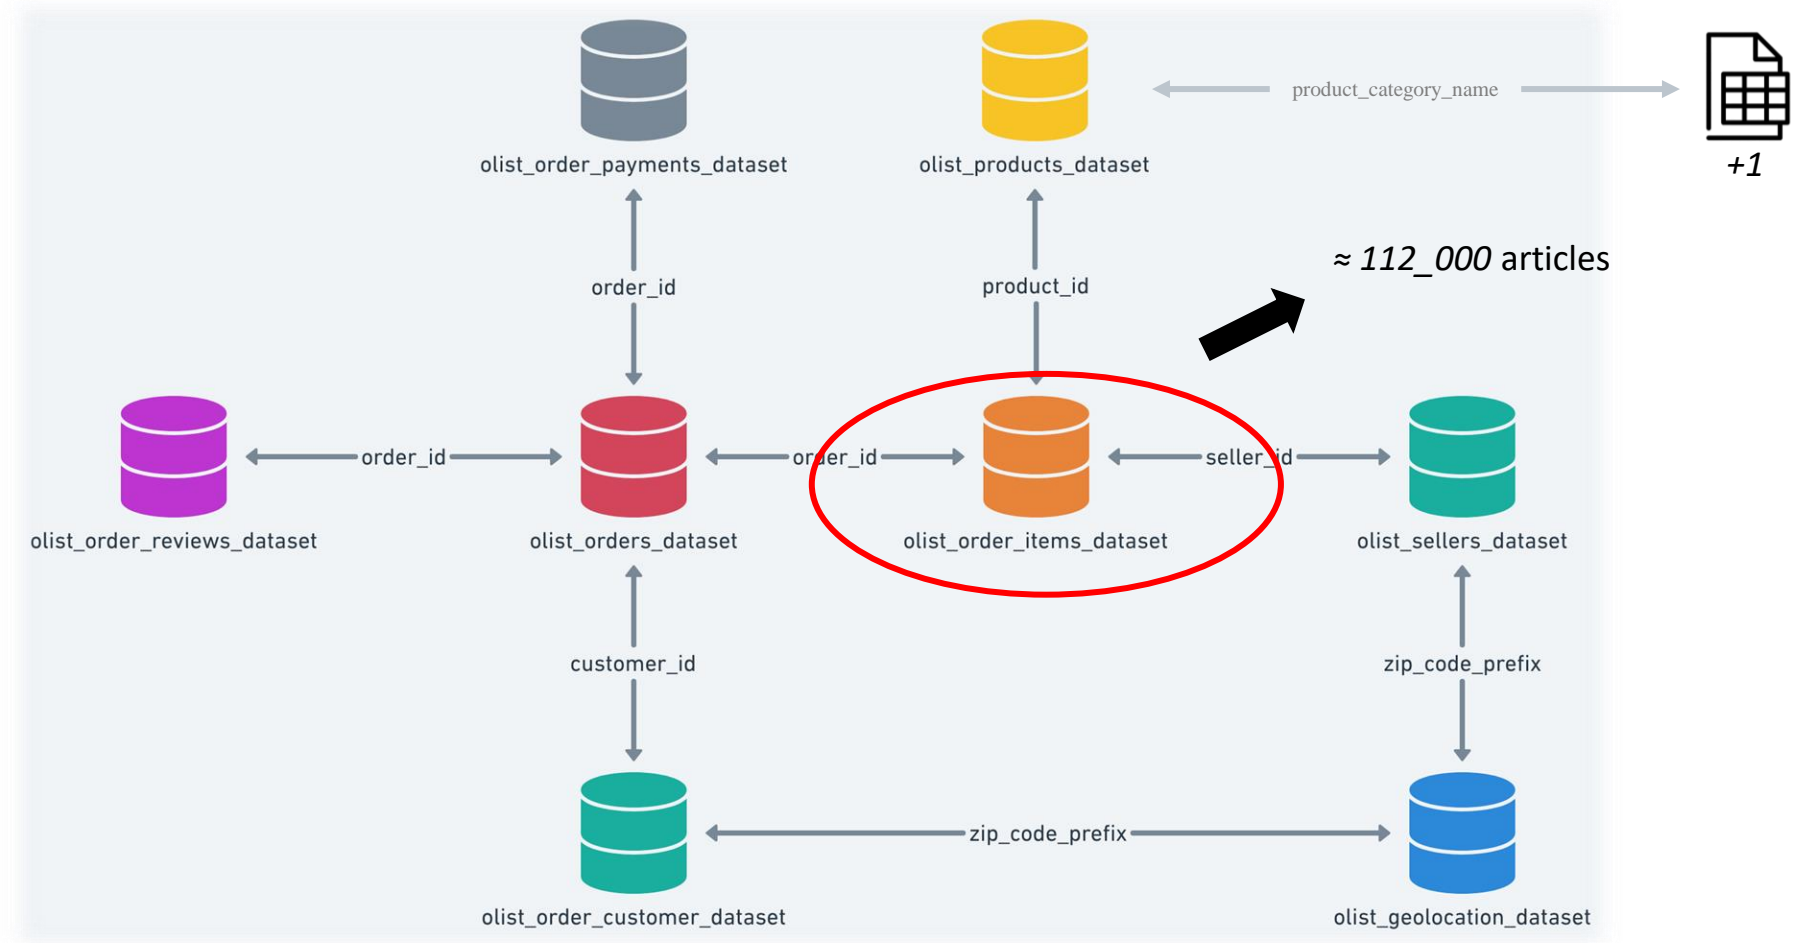 product_category_name
+1
olist_order_payments_dataset
olist_products_dataset
≈ 112_000 articles
order_id
product_id
order_id
order_id
seller_id
olist_order_reviews_dataset
olist_orders_dataset
olist_order_items_dataset
olist_sellers_dataset
customer_id
zip_code_prefix
zip_code_prefix
olist_order_customer_dataset
olist_geolocation_dataset